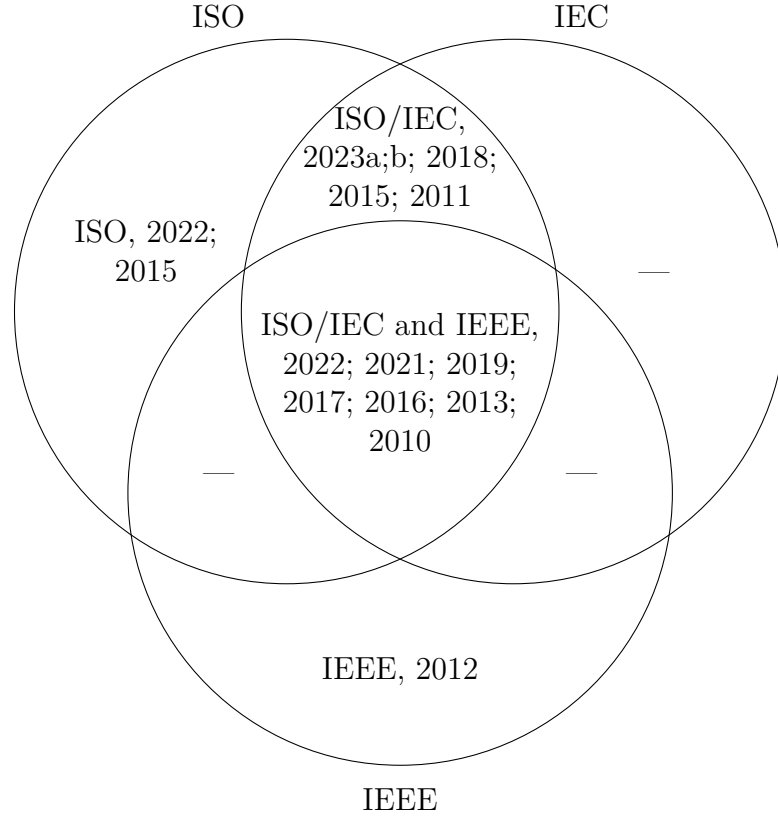 ISO
IEC
ISO/IEC,
2023a;b; 2018;
2015; 2011
ISO, 2022;
2015
—
ISO/IEC and IEEE,
2022; 2021; 2019;
2017; 2016; 2013;
2010
—
—
IEEE, 2012
IEEE